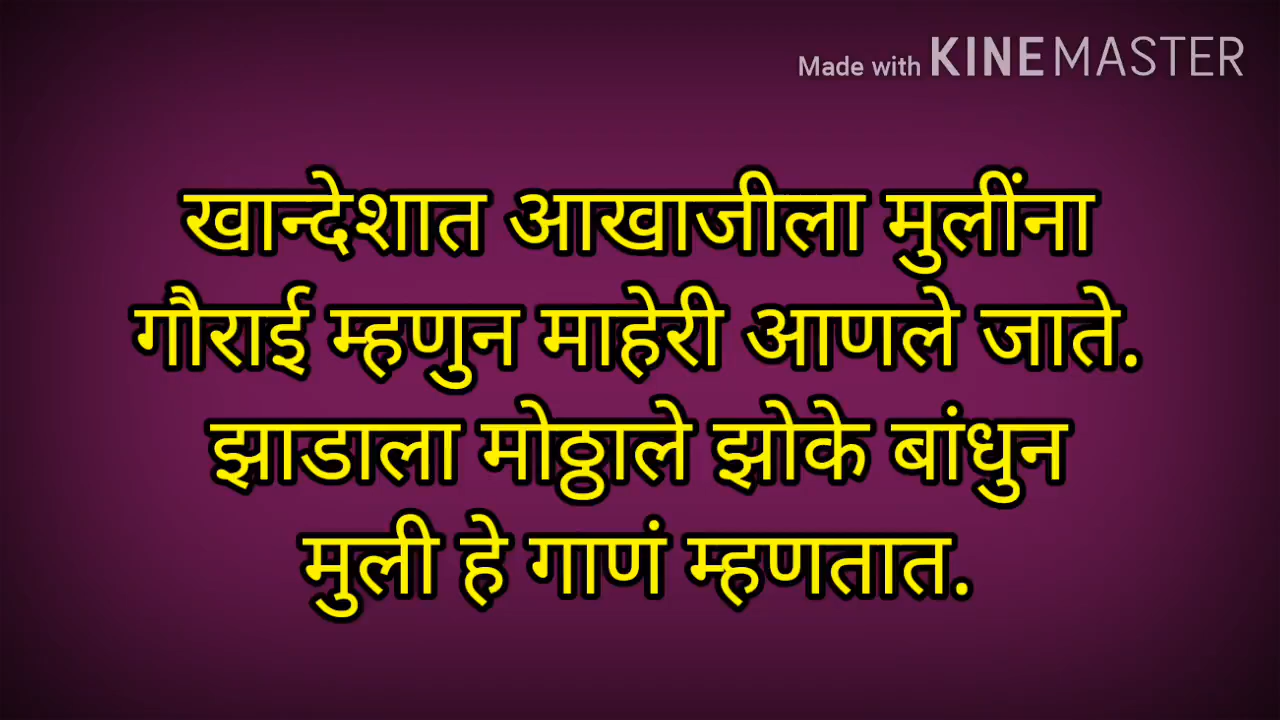 Made with KINEMASTER
खान्देशात आखाजीला मुलींना
गौराई म्हणुन माहेरी आणले जाते.
झाडाला मोठ्ठाले झोके बांधुन
मुली हे गाणं म्हणतात.